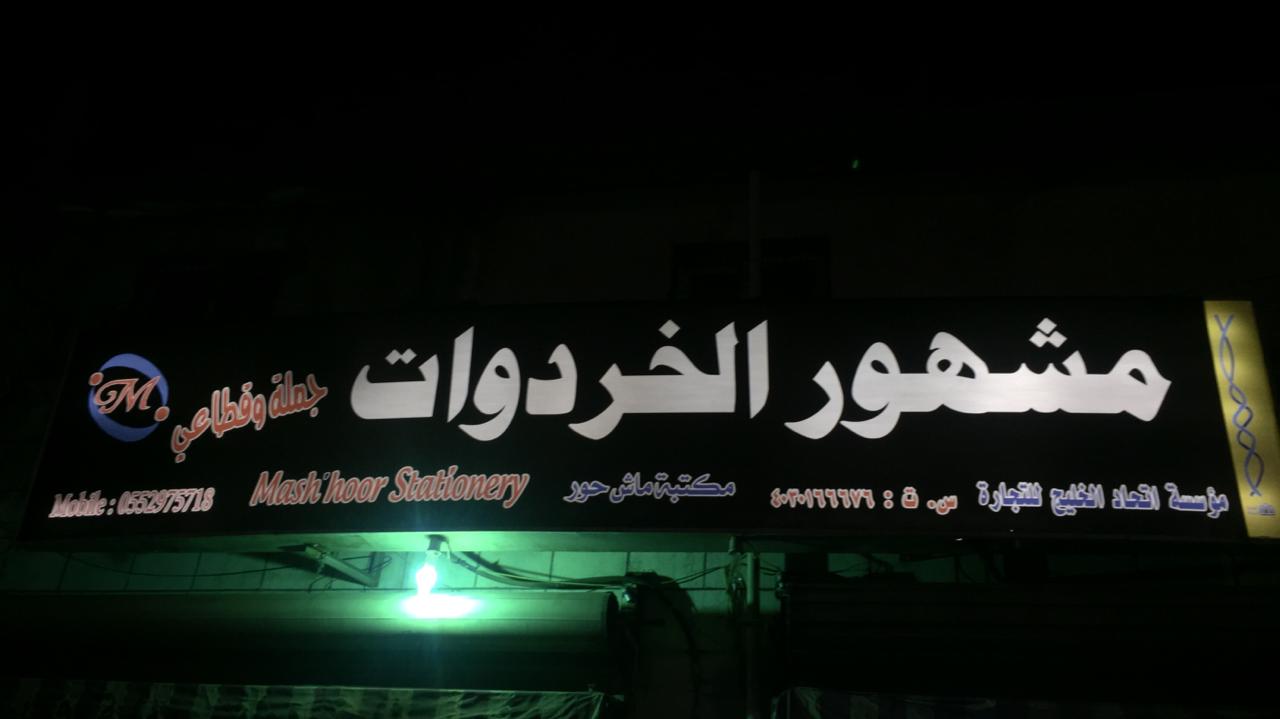 مشهور الخردوات
جملة وقطاعي
M
مؤسسة اتحاد الخليج للتجارة س. ت : ٤٠٣٠١٦٦٦٧٦ مكتبة ماش حور Mash'hoor Stationery Mobile : 0552975718